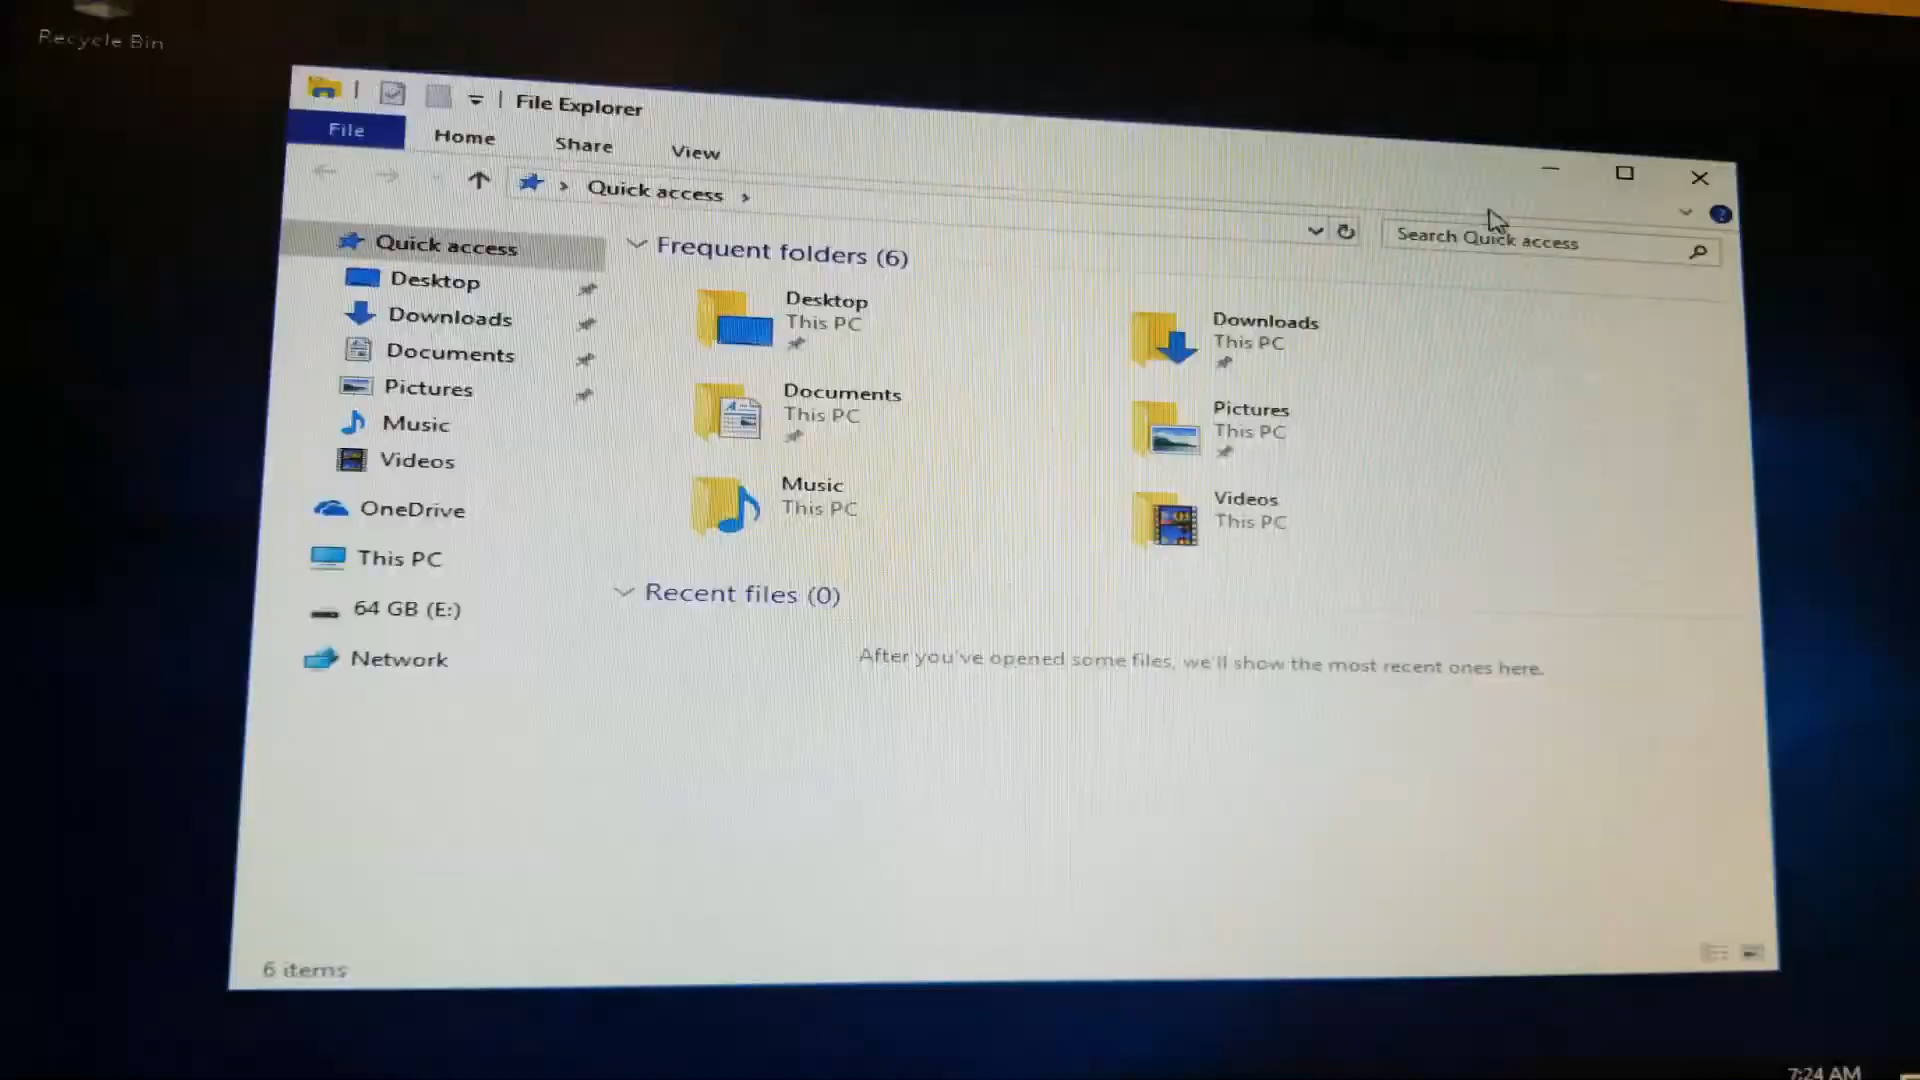 Recycle Bin
File Explorer
File Home Share View
Quick access
Search Quick access
Quick access
Desktop
Downloads
Documents
Pictures
Music
Videos
OneDrive
This PC
64 GB (E:)
Network
Frequent folders (6)
Desktop
This PC
Downloads
This PC
Documents
This PC
Pictures
This PC
Music
This PC
Videos
This PC
Recent files (0)
After you've opened some files, we'll show the most recent ones here.
6 items
7:24 AM